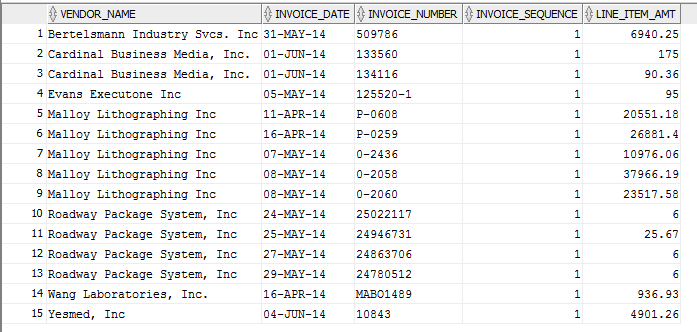 VENDOR_NAME INVOICE_DATE INVOICE_NUMBER INVOICE_SEQUENCE LINE_ITEM_AMT
1 Bertelsmann Industry Svcs. Inc 31-MAY-14 509786 1 6940.25
2 Cardinal Business Media, Inc. 01-JUN-14 133560 1 175
3 Cardinal Business Media, Inc. 01-JUN-14 134116 1 90.36
4 Evans Executone Inc 05-MAY-14 125520-1 1 95
5 Malloy Lithographing Inc 11-APR-14 P-0608 1 20551.18
6 Malloy Lithographing Inc 16-APR-14 P-0259 1 26881.4
7 Malloy Lithographing Inc 07-MAY-14 0-2436 1 10976.06
8 Malloy Lithographing Inc 08-MAY-14 0-2058 1 37966.19
9 Malloy Lithographing Inc 08-MAY-14 0-2060 1 23517.58
10 Roadway Package System, Inc 24-MAY-14 25022117 1 6
11 Roadway Package System, Inc 25-MAY-14 24946731 1 25.67
12 Roadway Package System, Inc 27-MAY-14 24863706 1 6
13 Roadway Package System, Inc 29-MAY-14 24780512 1 6
14 Wang Laboratories, Inc. 16-APR-14 MABO1489 1 936.93
15 Yesmed, Inc 04-JUN-14 10843 1 4901.26